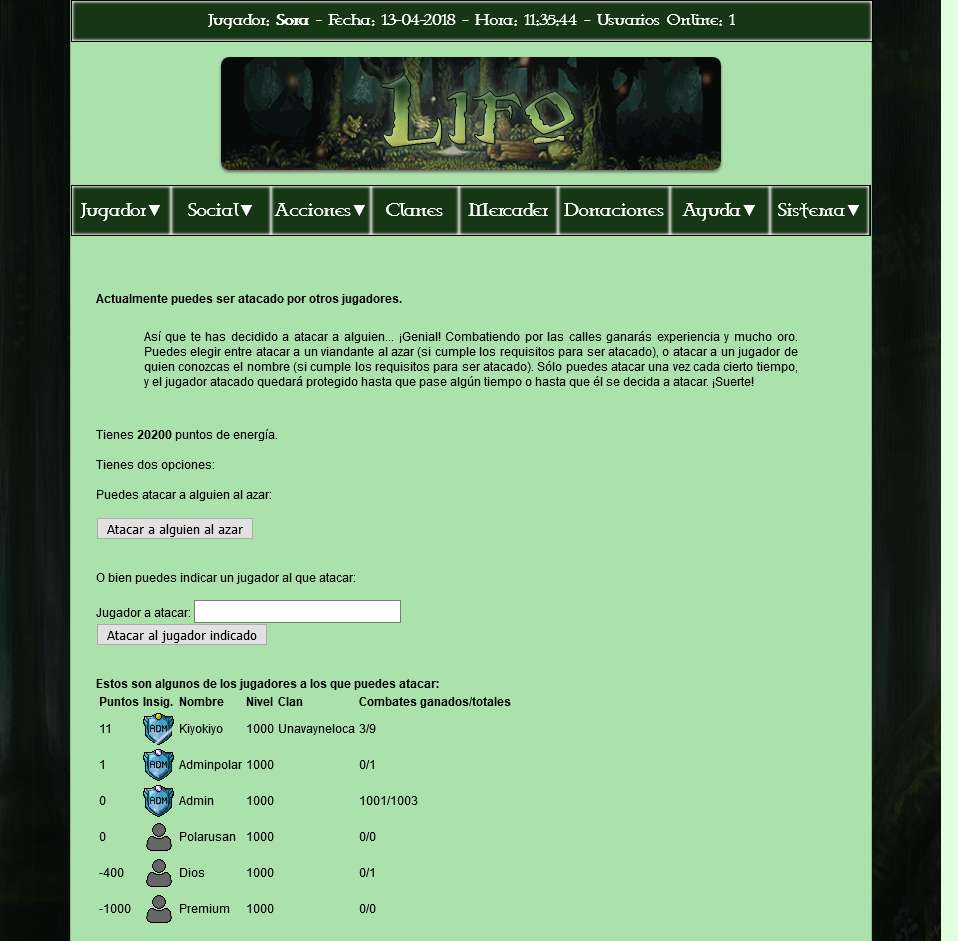 Jugador: Sora - Fecha: 13-04-2018 - Hora: 11:35:44 - Usuarios Online: 1
Lifo
Jugador▼ Social▼ Acciones▼ Clanes Mercader Donaciones Ayuda▼ Sistema▼
Actualmente puedes ser atacado por otros jugadores.
Así que te has decidido a atacar a alguien... ¡Genial! Combatiendo por las calles ganarás experiencia y mucho oro.
Puedes elegir entre atacar a un viandante al azar (si cumple los requisitos para ser atacado), o atacar a un jugador de
quien conozcas el nombre (si cumple los requisitos para ser atacado). Sólo puedes atacar una vez cada cierto tiempo,
y el jugador atacado quedará protegido hasta que pase algún tiempo o hasta que él se decida a atacar. ¡Suerte!
Tienes 20200 puntos de energía.
Tienes dos opciones:
Puedes atacar a alguien al azar:
Atacar a alguien al azar
O bien puedes indicar un jugador al que atacar:
Jugador a atacar:
Atacar al jugador indicado
Estos son algunos de los jugadores a los que puedes atacar:
Puntos Insig. Nombre Nivel Clan Combates ganados/totales
11 ADM Kiyokiyo 1000 Unavayneloca 3/9
1 ADM Adminpolar 1000 0/1
0 ADM Admin 1000 1001/1003
0 Polarusan 1000 0/0
-400 Dios 1000 0/1
-1000 Premium 1000 0/0